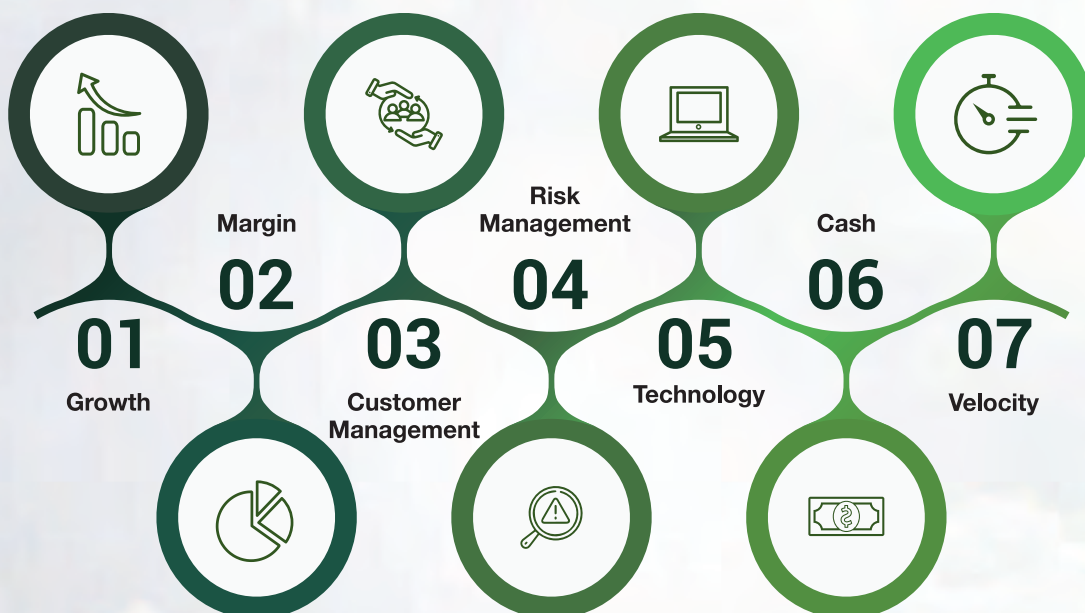 01
Growth
Margin
02
03
Customer
Management
Risk
Management
04
05
Technology
Cash
06
07
Velocity